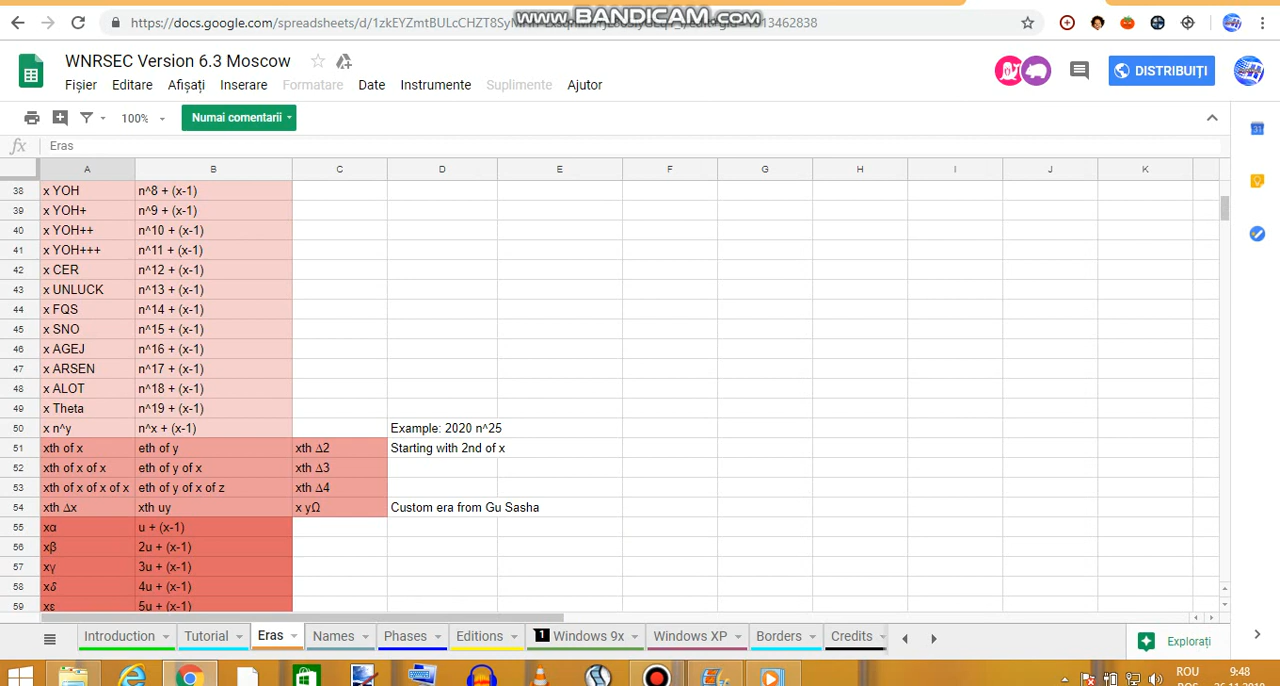 https://docs.google.com/spreadsheets/d/
www.BANDICAM.com
WNRSEC Version 6.3 Moscow
Fișier Editare Afișați Inserare Formatare Date Instrumente Suplimente Ajutor
DISTRIBUIȚI
100% Numai comentarii
fx Eras
A B C D E F G H I J K
38 x YOH n^8 + (x-1)
39 x YOH+ n^9 + (x-1)
40 x YOH++ n^10 + (x-1)
41 x YOH+++ n^11 + (x-1)
42 x CER n^12 + (x-1)
43 x UNLUCK n^13 + (x-1)
44 x FQS n^14 + (x-1)
45 x SNO n^15 + (x-1)
46 x AGEJ n^16 + (x-1)
47 x ARSEN n^17 + (x-1)
48 x ALOT n^18 + (x-1)
49 x Theta n^19 + (x-1)
50 x n^y n^x + (x-1) Example: 2020 n^25
51 xth of x eth of y xth Δ2 Starting with 2nd of x
52 xth of x of x eth of y of x xth Δ3
53 xth of x of x of x eth of y of x of z xth Δ4
54 xth Δx xth uy x yΩ Custom era from Gu Sasha
55 xα u + (x-1)
56 xβ 2u + (x-1)
57 xγ 3u + (x-1)
58 xδ 4u + (x-1)
59 xε 5u + (x-1)
Introduction Tutorial Eras Names Phases Editions 1 Windows 9x Windows XP Borders Credits
Explorați
ROU 9:48